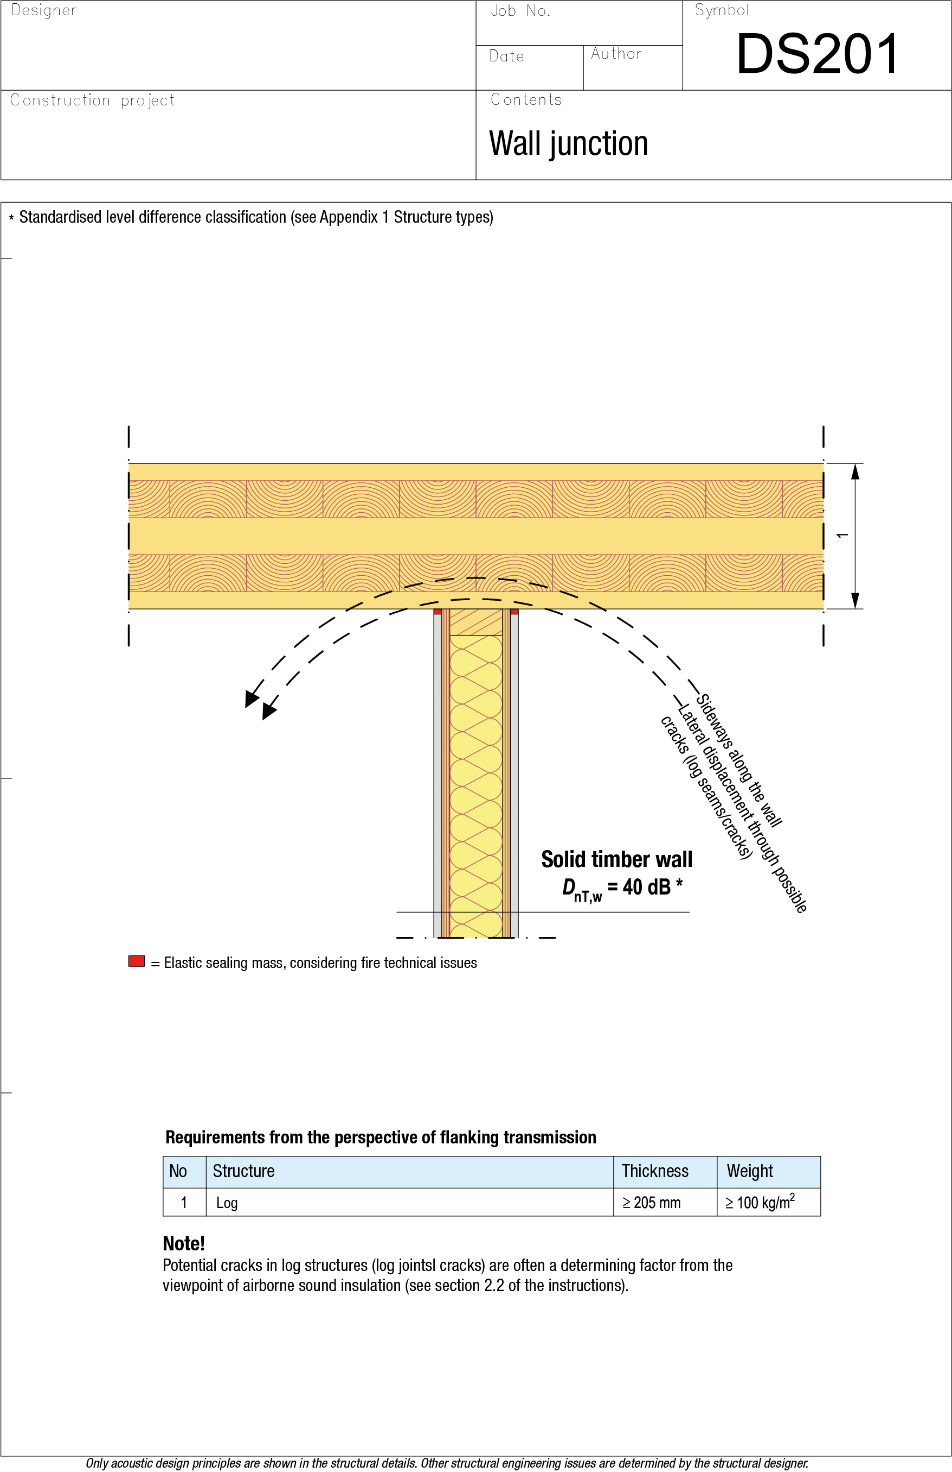 Designer
Job No.
Symbol
DS201
Date
Author
Construction project
Contents
Wall junction
* Standardised level difference classification (see Appendix 1 Structure types)
1
Sideways along the wall
Lateral displacement through possible
cracks (log seams/cracks)
Solid timber wall
DnT,w = 40 dB *
= Elastic sealing mass, considering fire technical issues
Requirements from the perspective of flanking transmission
No Structure Thickness Weight
1 Log ≥ 205 mm ≥ 100 kg/m²
Note!
Potential cracks in log structures (log jointsl cracks) are often a determining factor from the
viewpoint of airborne sound insulation (see section 2.2 of the instructions).
Only acoustic design principles are shown in the structural details. Other structural engineering issues are determined by the structural designer.